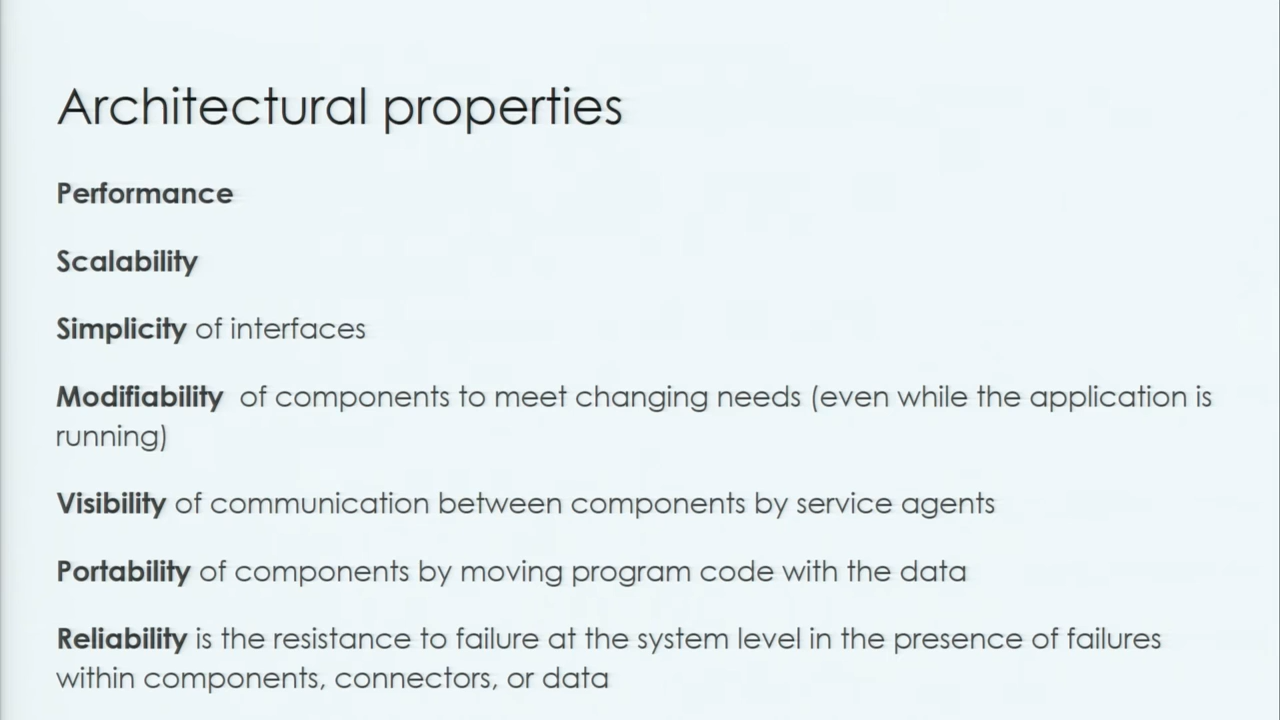 Architectural properties
Performance
Scalability
Simplicity of interfaces
Modifiability of components to meet changing needs (even while the application is
running)
Visibility of communication between components by service agents
Portability of components by moving program code with the data
Reliability is the resistance to failure at the system level in the presence of failures
within components, connectors, or data